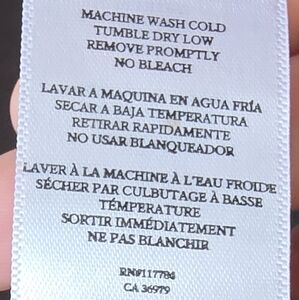 MACHINE WASH COLD
TUMBLE DRY LOW
REMOVE PROMPTLY
NO BLEACH
LAVAR A MAQUINA EN AGUA FRÍA
SECAR A BAJA TEMPERATURA
RETIRAR RAPIDAMENTE
NO USAR BLANQUEADOR
LAVER À LA MACHINE À L'EAU FROIDE
SÉCHER PAR CULBUTAGE À BASSE
TÉMPÉRATURE
SORTIR IMMÉDIATEMENT
NE PAS BLANCHIR
RN#117786
CA 36979